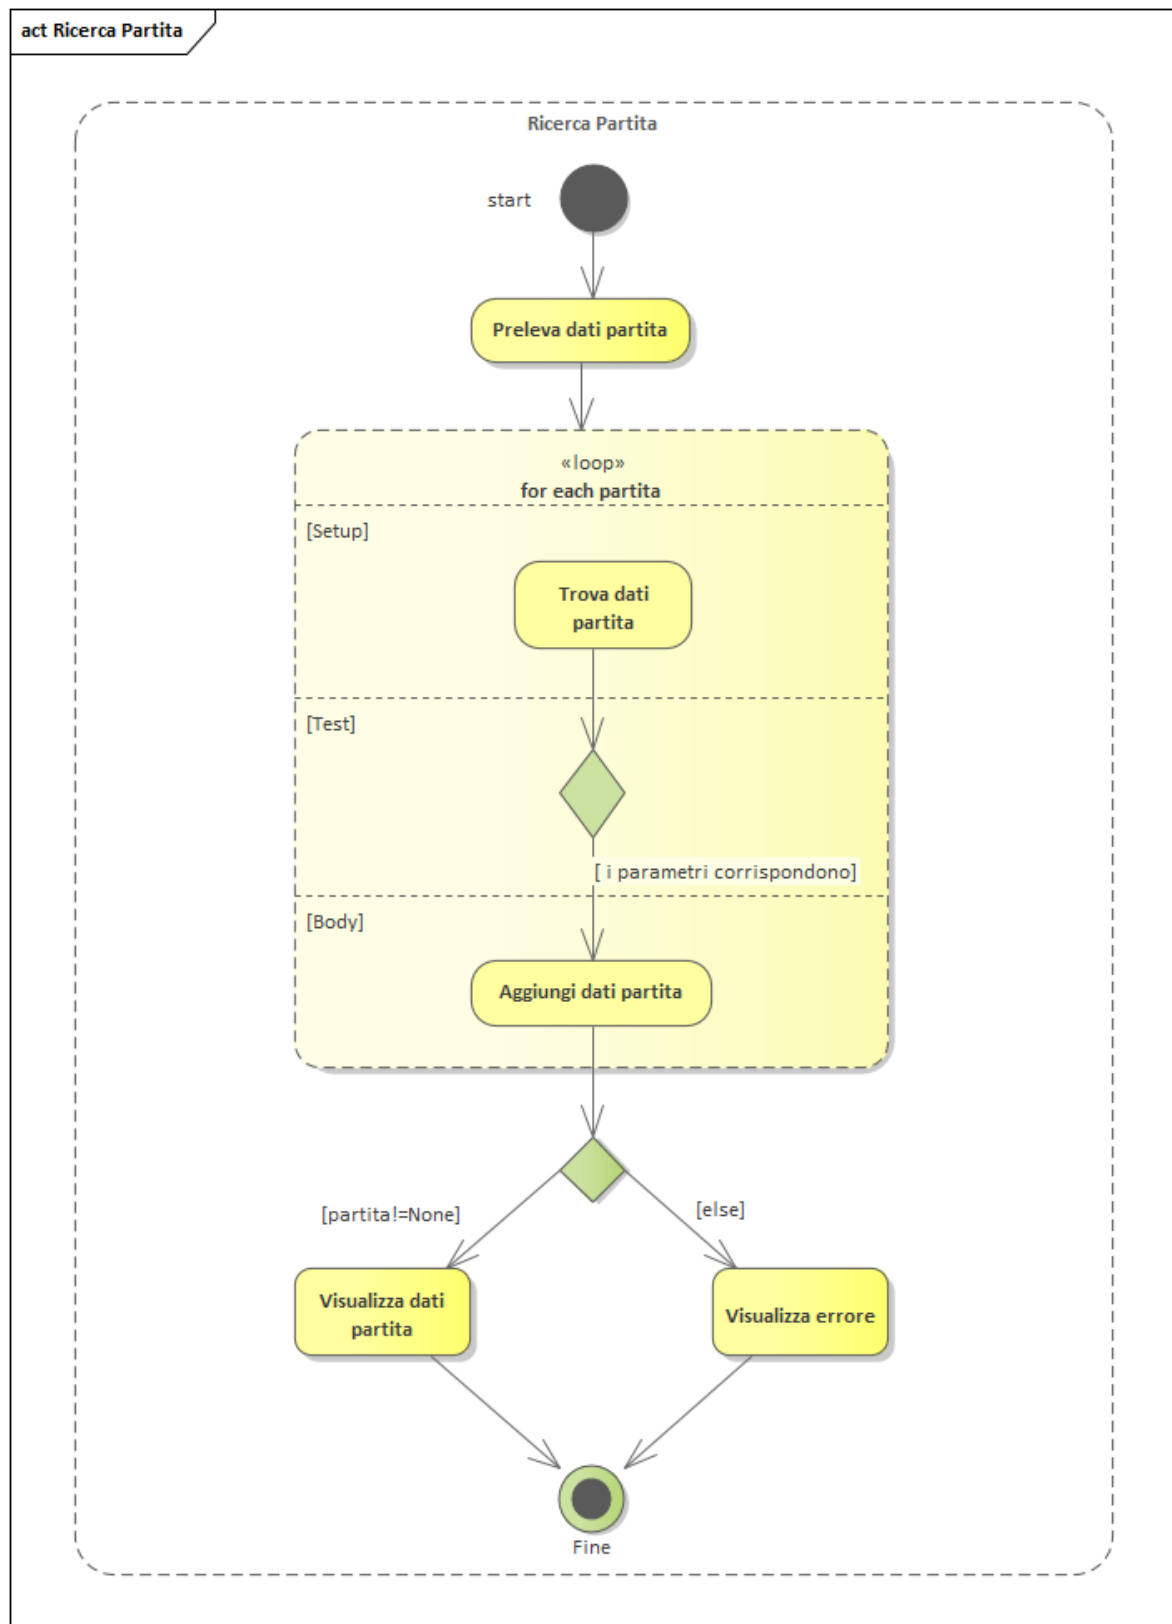 act Ricerca Partita
Ricerca Partita
start
Preleva dati partita
«loop»
for each partita
[Setup]
Trova dati
partita
[Test]
[ i parametri corrispondono]
[Body]
Aggiungi dati partita
[partita!=None]
[else]
Visualizza dati
partita
Visualizza errore
Fine